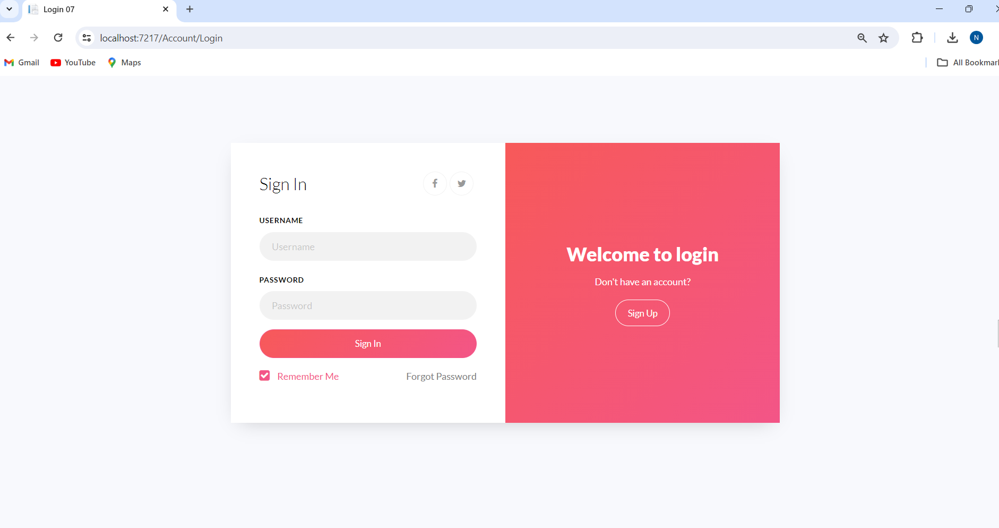 Login 07
localhost:7217/Account/Login
N
Gmail YouTube Maps
All Bookmar
Sign In
USERNAME
Username
PASSWORD
Password
Sign In
Remember Me Forgot Password
Welcome to login
Don't have an account?
Sign Up